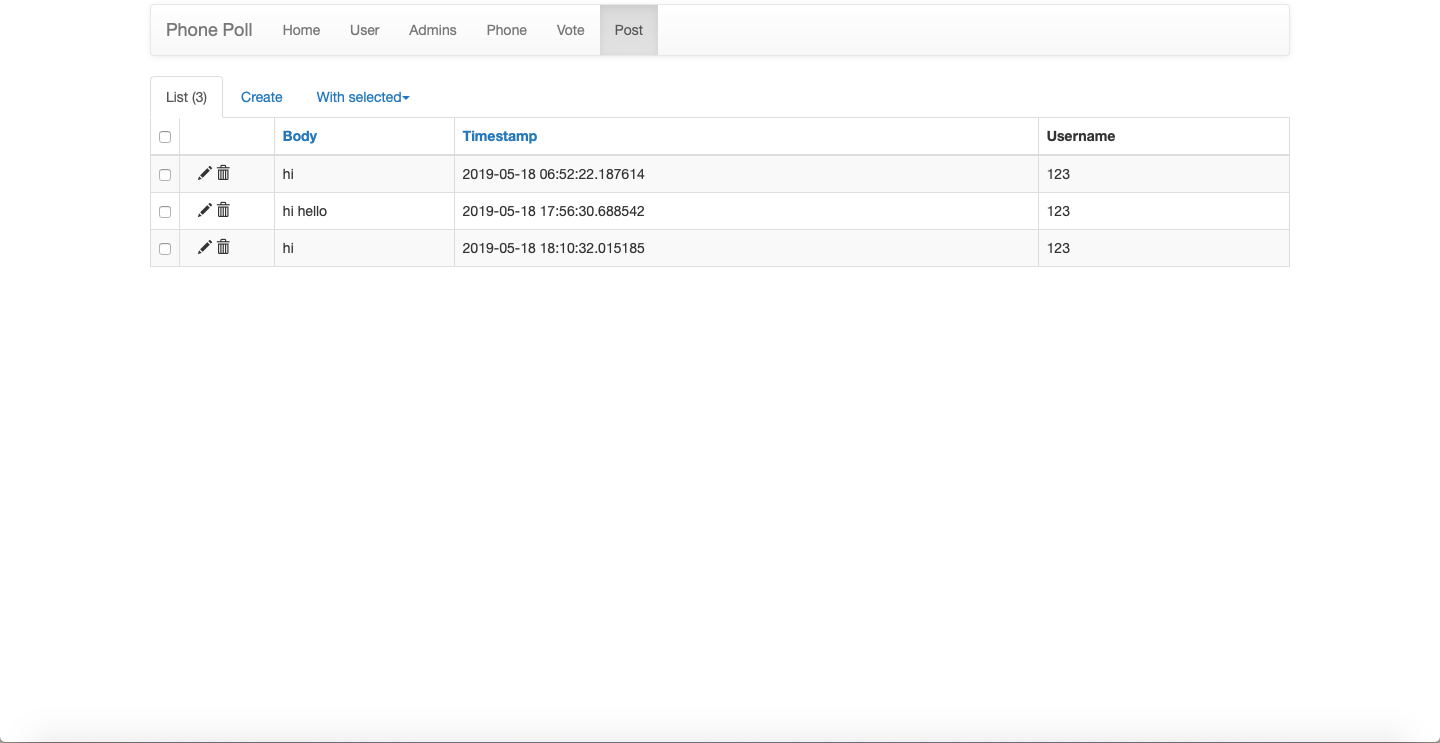 Phone Poll Home User Admins Phone Vote Post
List (3) Create With selected
Body Timestamp Username
hi 2019-05-18 06:52:22.187614 123
hi hello 2019-05-18 17:56:30.688542 123
hi 2019-05-18 18:10:32.015185 123